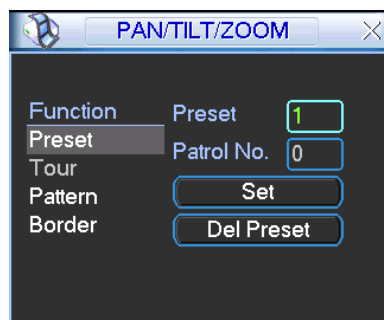 PAN/TILT/ZOOM
Function
Preset
Tour
Pattern
Border
Preset 1
Patrol No. 0
Set
Del Preset